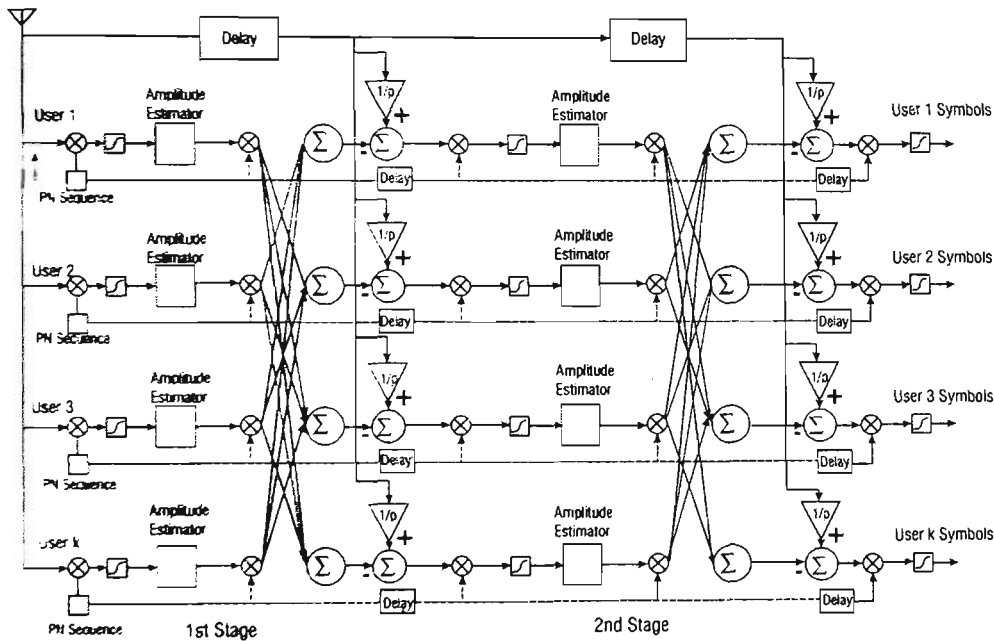 Delay
Delay
1/p
+
1/p
+
Amplitude
Estimator
Amplitude
Estimator
User 1
Σ
-
Σ
Σ
-
Σ
User 1 Symbols
PN Sequence
Delay
Delay
1/p
+
1/p
+
Amplitude
Estimator
Amplitude
Estimator
User 2
Σ
-
Σ
Σ
-
Σ
User 2 Symbols
PN Sequence
Delay
Delay
1/p
+
1/p
+
Amplitude
Estimator
Amplitude
Estimator
User 3
Σ
-
Σ
Σ
-
Σ
User 3 Symbols
PN Sequence
Delay
Delay
1/p
+
1/p
+
Amplitude
Estimator
Amplitude
Estimator
User k
Σ
-
Σ
Σ
-
Σ
User k Symbols
PN Sequence
Delay
Delay
1st Stage
2nd Stage